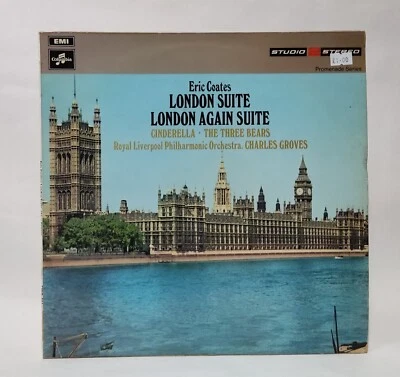 EMI
Columbia
STUDIO 2 STEREO
Promenade Series
Eric Coates
LONDON SUITE
LONDON AGAIN SUITE
CINDERELLA · THE THREE BEARS
Royal Liverpool Philharmonic Orchestra. CHARLES GROVES